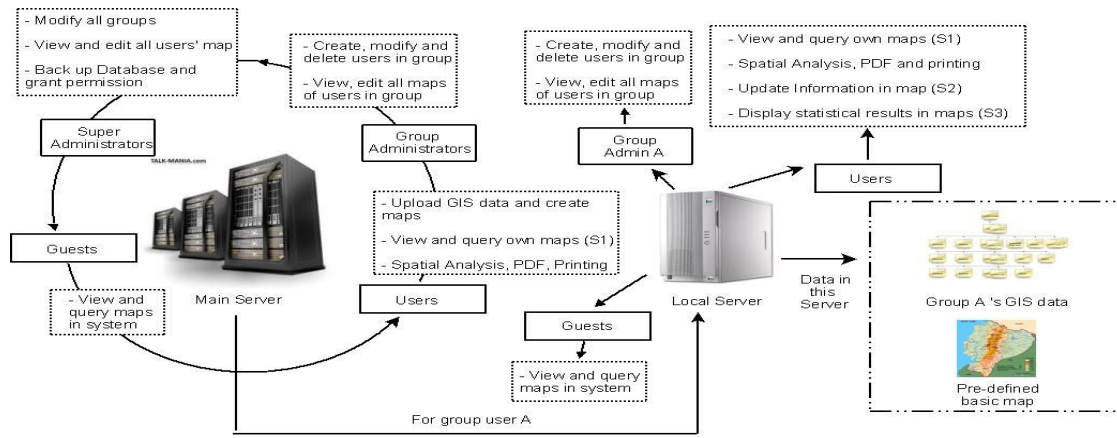 - Modify all groups
- View and edit all users' map
- Back up Database and
grant permission
- Create, modify and
delete users in group
- View, edit all maps
of users in group
Super
Administrators
Group
Administrators
TALK-MANIA.com
Guests
- View and
query maps
in system
Main Server
- Upload GIS data and create
maps
- View and query own maps (S1)
- Spatial Analysis, PDF, Printing
Users
- Create, modify and
delete users in group
- View, edit all maps
of users in group
- View and query own maps (S1)
- Spatial Analysis, PDF and printing
- Update Information in map (S2)
- Display statistical results in maps (S3)
Group
Admin A
Users
Local Server
Data in
this
Server
Guests
- View and query
maps in system
For group user A
Group A 's GIS data
Pre-defined
basic map